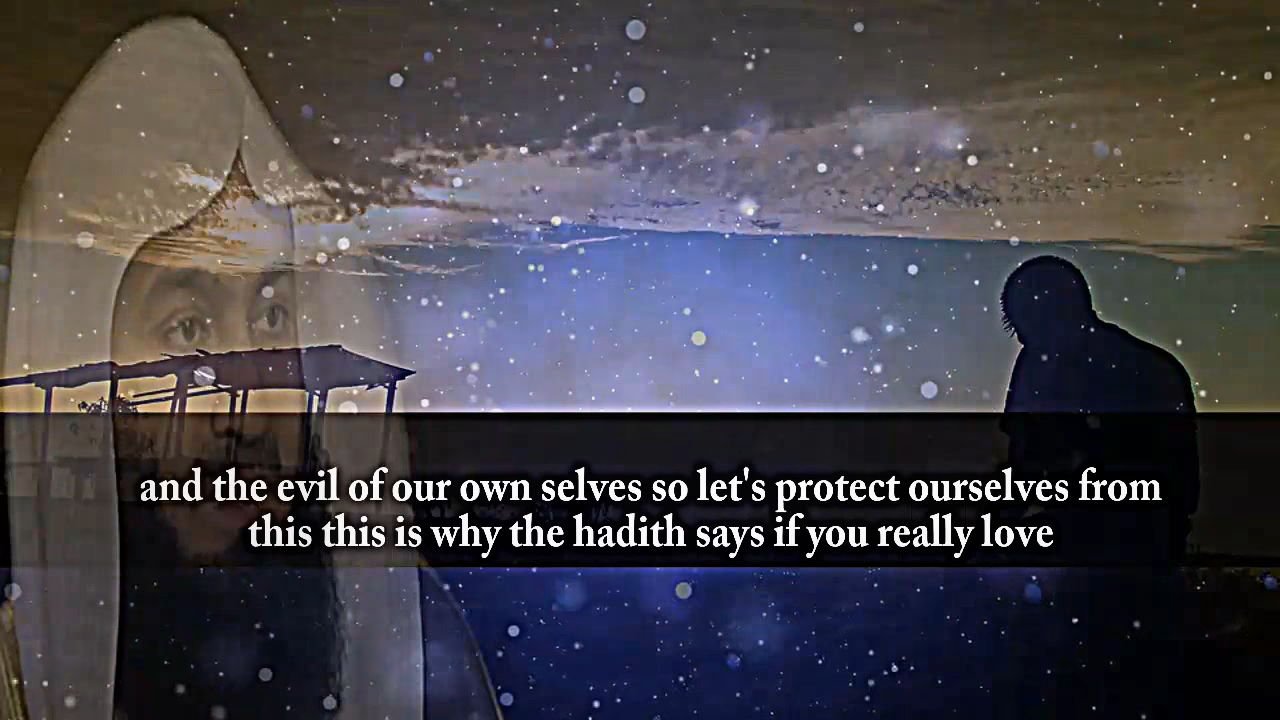 and the evil of our own selves so let's protect ourselves from
this this is why the hadith says if you really love